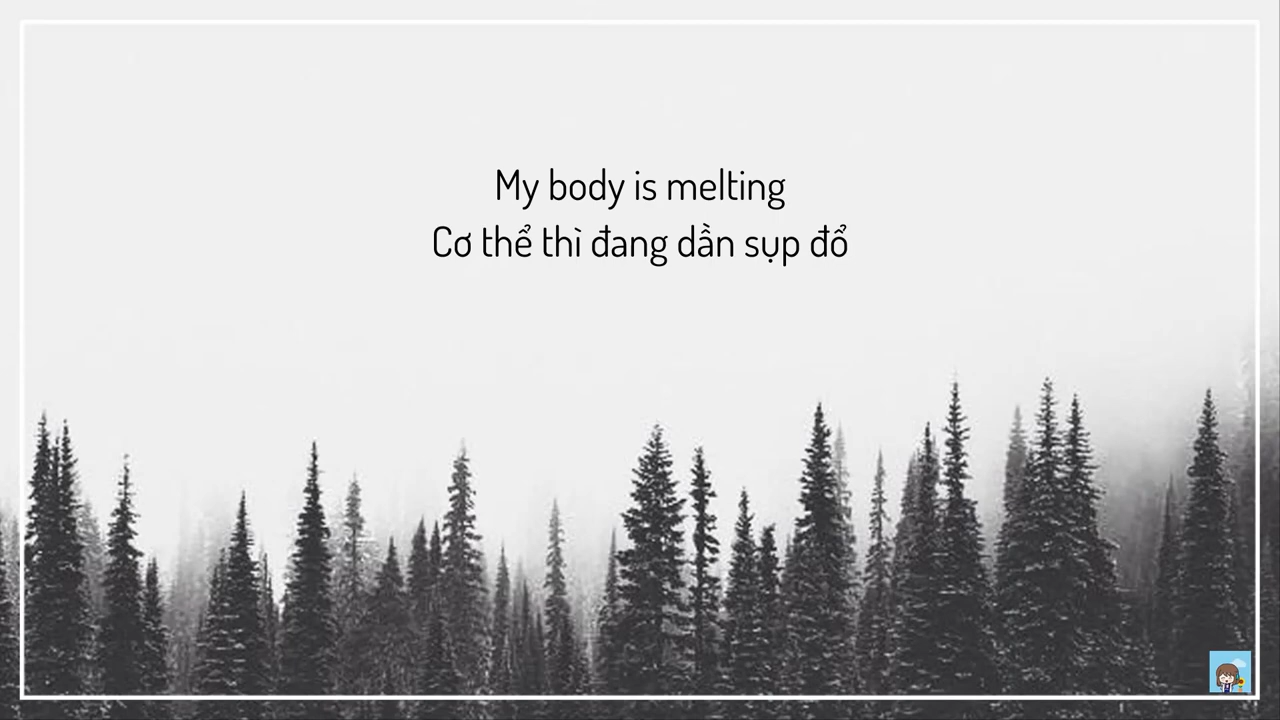 My body is melting
Cơ thể thì đang dần sụp đổ